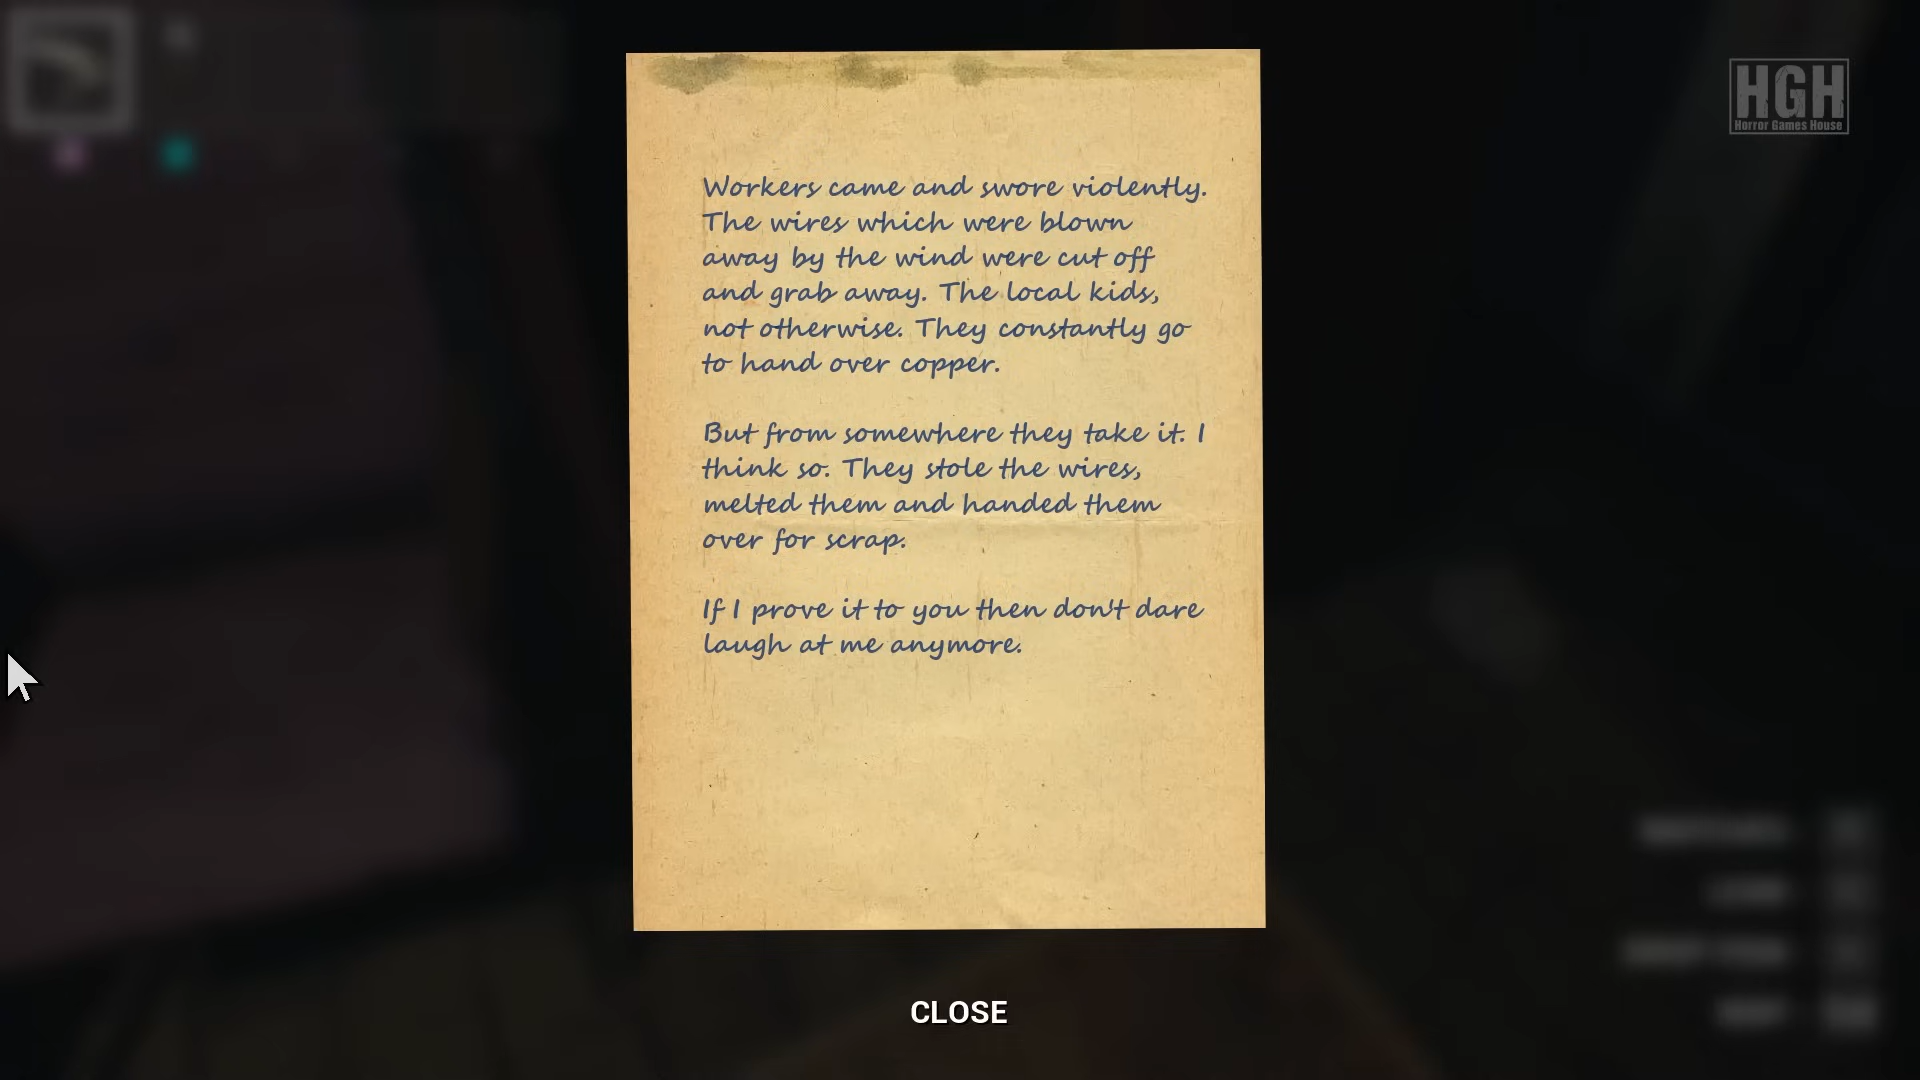 HGH
Horror Games House
Workers came and swore violently.
The wires which were blown
away by the wind were cut off
and grab away. The local kids,
not otherwise. They constantly go
to hand over copper.
But from somewhere they take it. I
think so. They stole the wires,
melted them and handed them
over for scrap.
If I prove it to you then don't dare
laugh at me anymore.
CLOSE